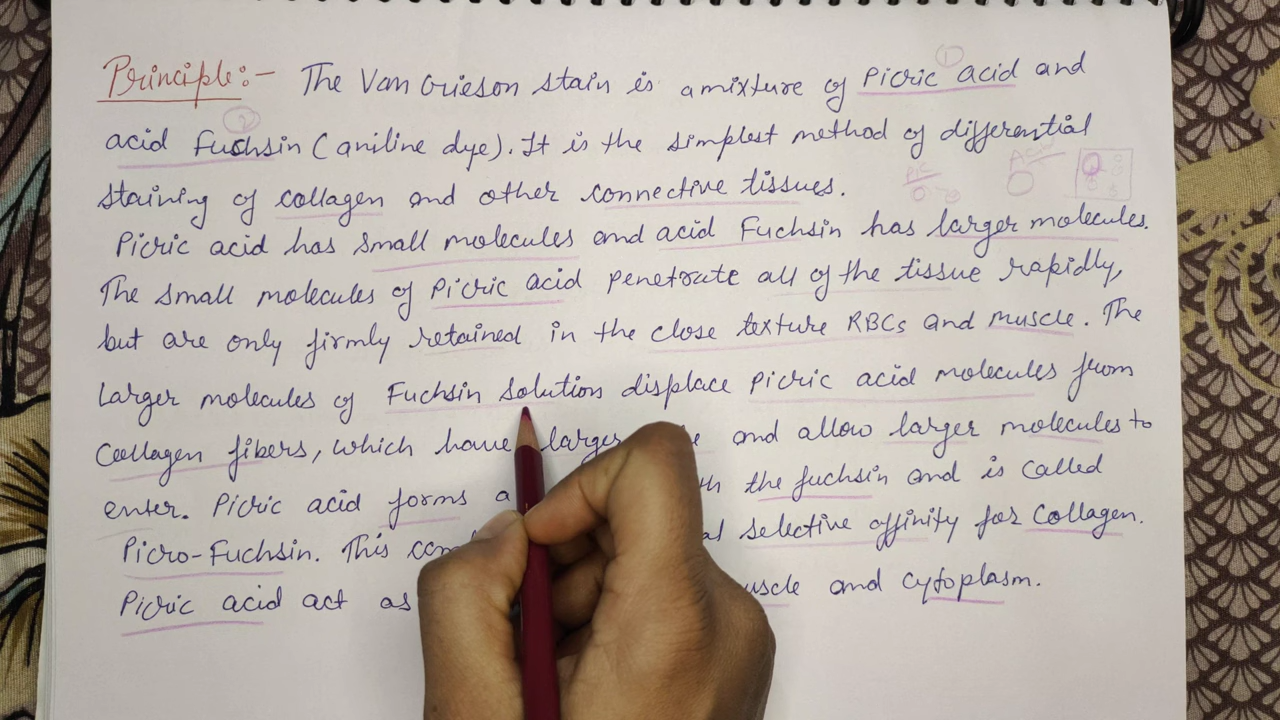 Principle:- The Van Grieson stain is a mixture of Picric acid and
acid Fuchsin (aniline dye). It is the simplest method of differential
staining of collagen and other connective tissues.
Picric acid has small molecules and acid Fuchsin has larger molecules.
The small molecules of Picric acid penetrate all of the tissue rapidly,
but are only firmly retained in the close texture RBCs and muscle. The
Larger molecules of Fuchsin solution displace picric acid molecules from
Collagen fibers, which have larger and allow larger molecules to
enter. Picric acid forms a the fuchsin and is called
Picro-Fuchsin. This selective affinity for Collagen.
Picric acid act as and cytoplasm.